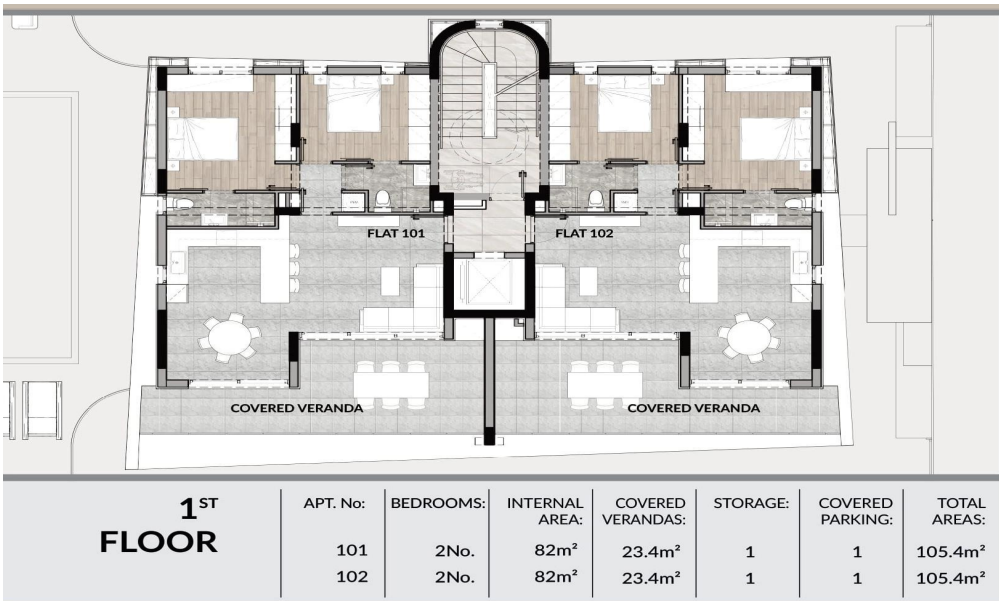 FLAT 101
FLAT 102
COVERED VERANDA
COVERED VERANDA
1ST
FLOOR
APT. No: BEDROOMS: INTERNAL AREA: COVERED VERANDAS: STORAGE: COVERED PARKING: TOTAL AREAS:
101 2No. 82m² 23.4m² 1 1 105.4m²
102 2No. 82m² 23.4m² 1 1 105.4m²